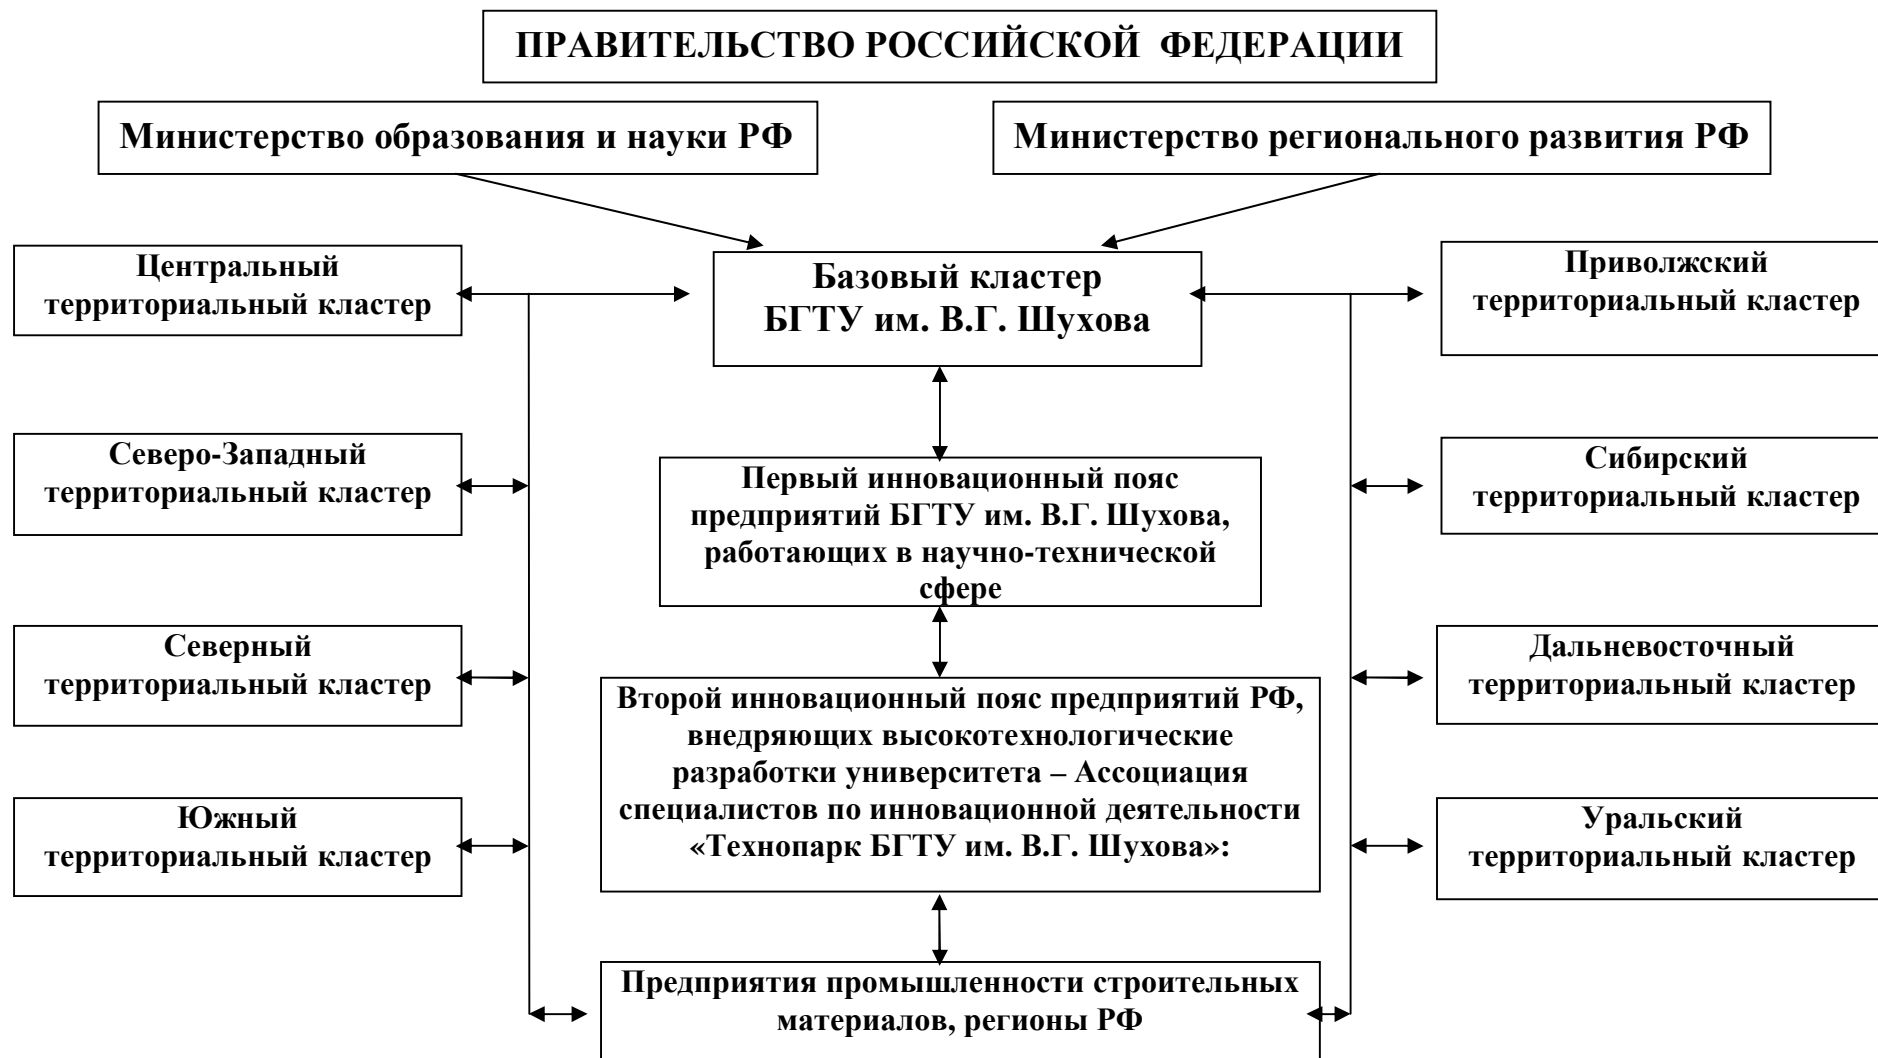 ПРАВИТЕЛЬСТВО РОССИЙСКОЙ ФЕДЕРАЦИИ
Министерство образования и науки РФ
Министерство регионального развития РФ
Центральный
территориальный кластер
Базовый кластер
БГТУ им. В.Г. Шухова
Приволжский
территориальный кластер
Северо-Западный
территориальный кластер
Первый инновационный пояс
предприятий БГТУ им. В.Г. Шухова,
работающих в научно-технической
сфере
Сибирский
территориальный кластер
Северный
территориальный кластер
Второй инновационный пояс предприятий РФ,
внедряющих высокотехнологические
разработки университета – Ассоциация
специалистов по инновационной деятельности
«Технопарк БГТУ им. В.Г. Шухова»:
Дальневосточный
территориальный кластер
Южный
территориальный кластер
Уральский
территориальный кластер
Предприятия промышленности строительных
материалов, регионы РФ